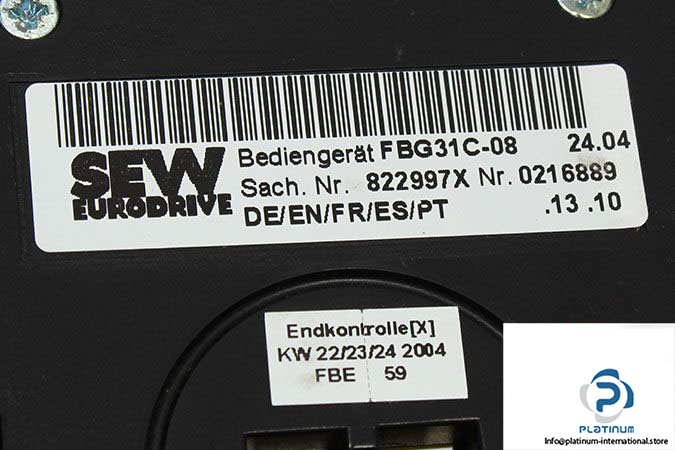 SEW
EURODRIVE
Bediengerät FBG31C-08 24.04
Sach. Nr. 822997X Nr. 0216889
DE/EN/FR/ES/PT .13 .10
Endkontrolle[X]
KW 22/23/24 2004
FBE 59
PLATINUM
info@platinum-international.store